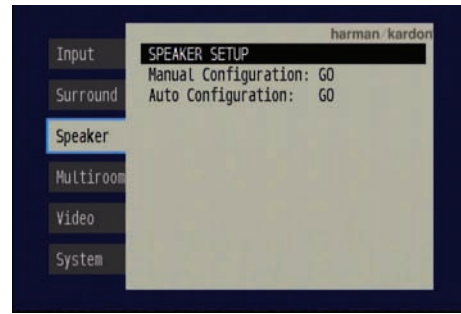 harman/kardon
Input
Surround
Speaker
Multiroom
Video
System
SPEAKER SETUP
Manual Configuration: GO
Auto Configuration: GO